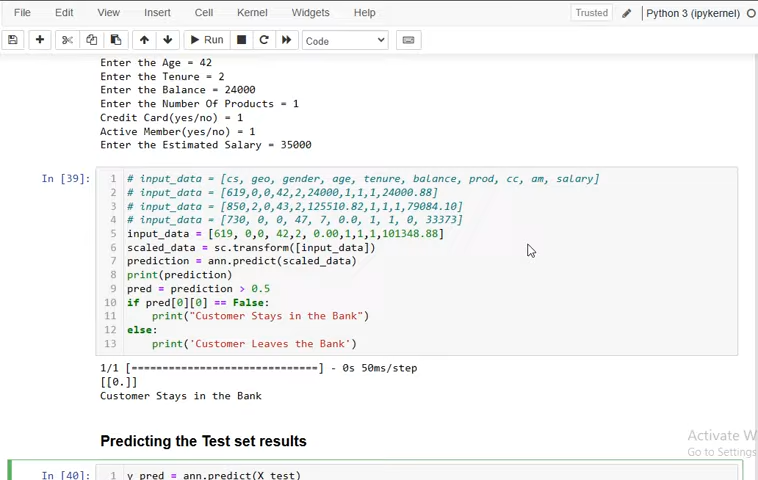 File Edit View Insert Cell Kernel Widgets Help Trusted Python 3 (ipykernel)
Run Code
Enter the Age = 42
Enter the Tenure = 2
Enter the Balance = 24000
Enter the Number Of Products = 1
Credit Card(yes/no) = 1
Active Member(yes/no) = 1
Enter the Estimated Salary = 35000
In [39]:
1 # input_data = [cs, geo, gender, age, tenure, balance, prod, cc, am, salary]
2 # input_data = [619,0,0,42,2,24000,1,1,1,24000.88]
3 # input_data = [850,2,0,43,2,125510.82,1,1,1,79084.10]
4 # input_data = [730, 0, 0, 47, 7, 0.0, 1, 1, 0, 33373]
5 input_data = [619, 0,0, 42,2, 0.00,1,1,1,101348.88]
6 scaled_data = sc.transform([input_data])
7 prediction = ann.predict(scaled_data)
8 print(prediction)
9 pred = prediction > 0.5
10 if pred[0][0] == False:
11 print("Customer Stays in the Bank")
12 else:
13 print('Customer Leaves the Bank')
1/1 [==============================] - 0s 50ms/step
[[0.]]
Customer Stays in the Bank
Predicting the Test set results
Activate W
Go to Settings
In [40]: 1 y_pred = ann.predict(X_test)